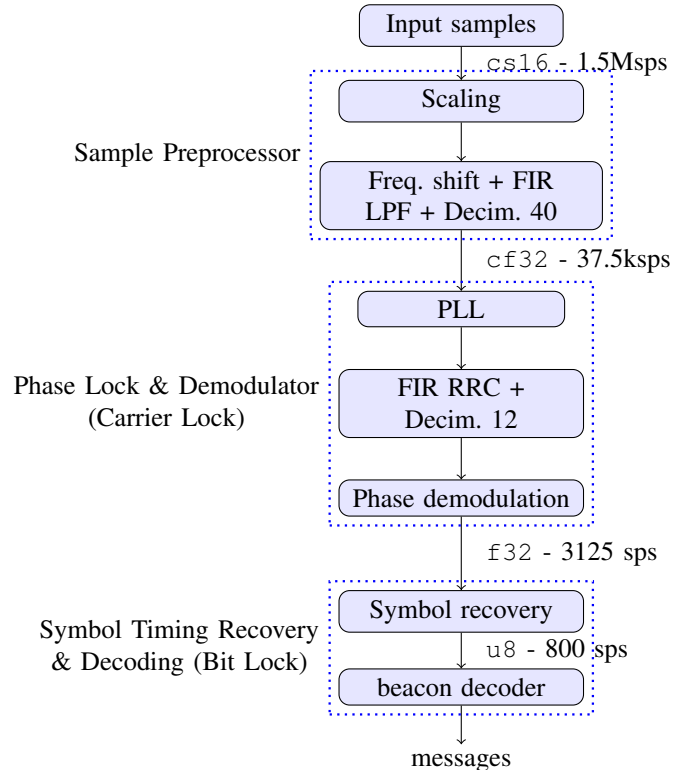 Input samples
cs16 - 1.5Msps
Scaling
Sample Preprocessor
Freq. shift + FIR
LPF + Decim. 40
cf32 - 37.5ksps
PLL
Phase Lock & Demodulator
(Carrier Lock)
FIR RRC +
Decim. 12
Phase demodulation
f32 - 3125 sps
Symbol recovery
Symbol Timing Recovery
& Decoding (Bit Lock)
u8 - 800 sps
beacon decoder
messages